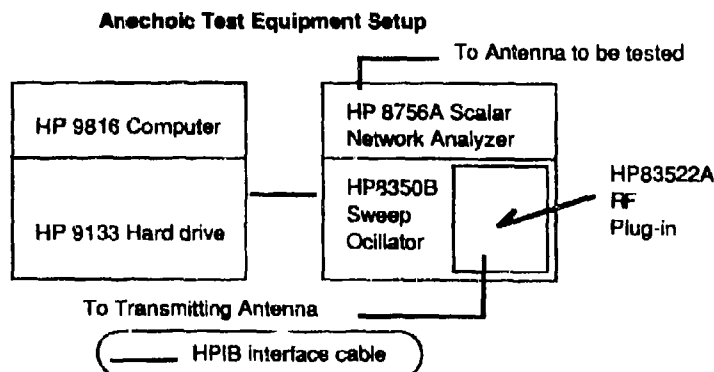 Anechoic Test Equipment Setup
To Antenna to be tested
HP 9816 Computer
HP 9133 Hard drive
HP 8756A Scalar
Network Analyzer
HP8350B
Sweep
Ocillator
HP83522A
RF
Plug-in
To Transmitting Antenna
HPIB interface cable